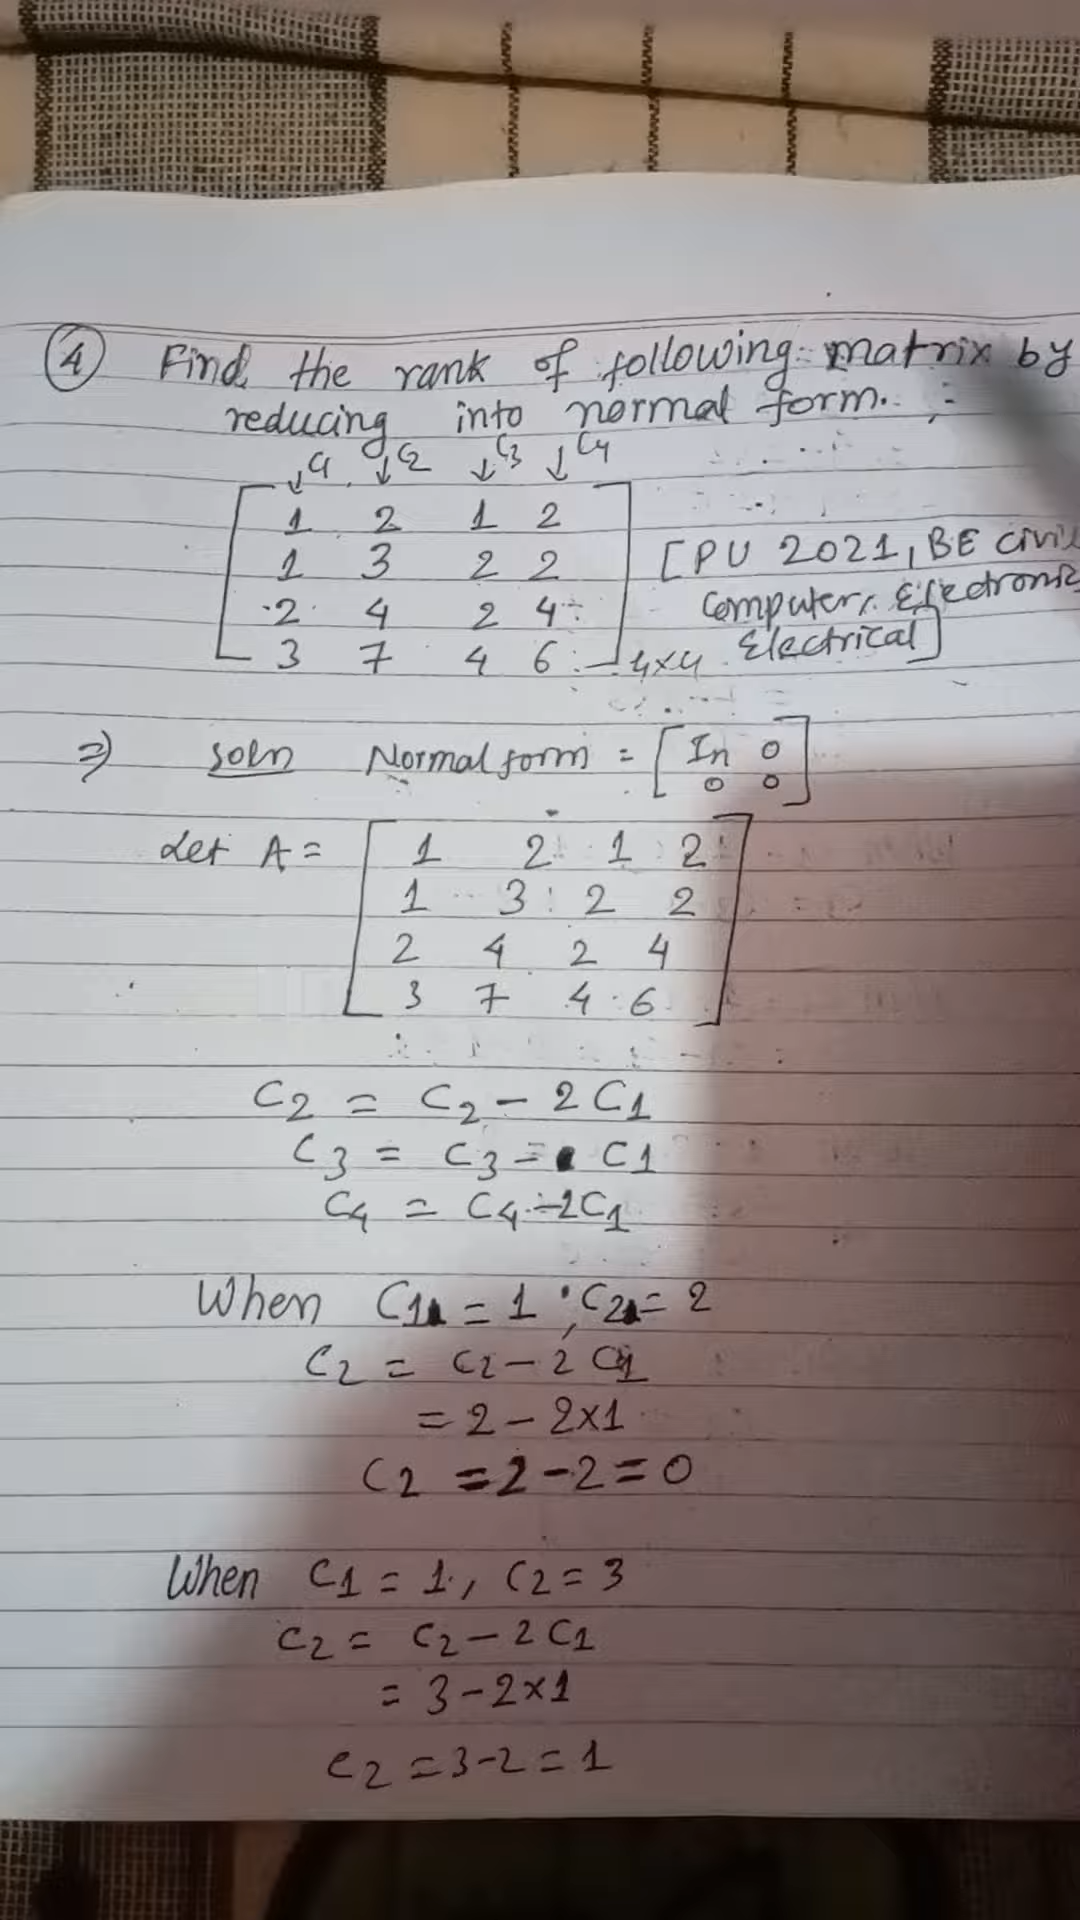 4 Find the rank of following matrix by
reducing into normal form.
C1 C2 C3 C4
1 2 1 2
1 3 2 2 [PU 2021, BE Civil
2 4 2 4 Computer, Electronic
3 7 4 6 4×4 Electrical]
⇒ Soln Normal form = [In 0
0 0]
Let A = 1 2 1 2
1 3 2 2
2 4 2 4
3 7 4 6
C2 = C2 - 2C1
C3 = C3 - C1
C4 = C4 - 2C1
When C1 = 1, C2 = 2
C2 = C2 - 2C1
= 2 - 2×1
C2 = 2 - 2 = 0
When C1 = 1, C2 = 3
C2 = C2 - 2C1
= 3 - 2×1
C2 = 3 - 2 = 1